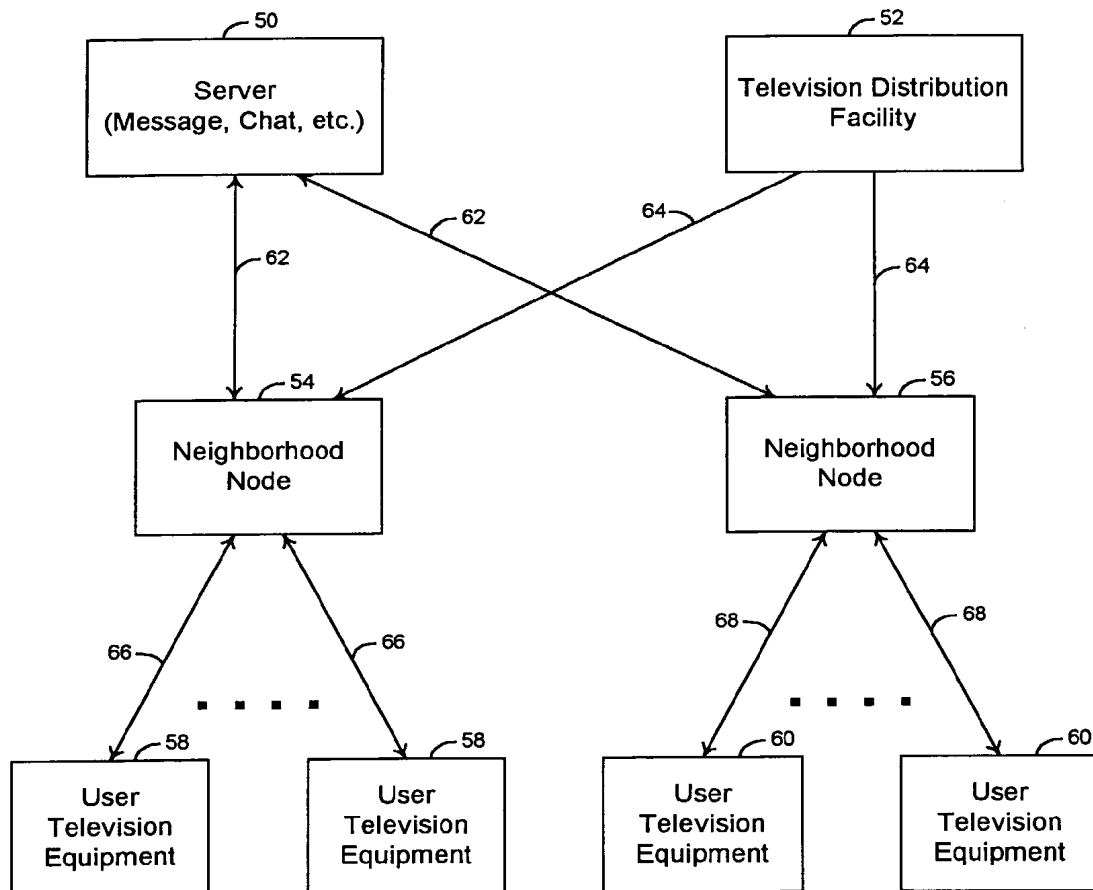 50
Server
(Message, Chat, etc.)
52
Television Distribution
Facility
62
62
64
64
54
Neighborhood
Node
56
Neighborhood
Node
66
66
68
68
58
User
Television
Equipment
58
User
Television
Equipment
60
User
Television
Equipment
60
User
Television
Equipment